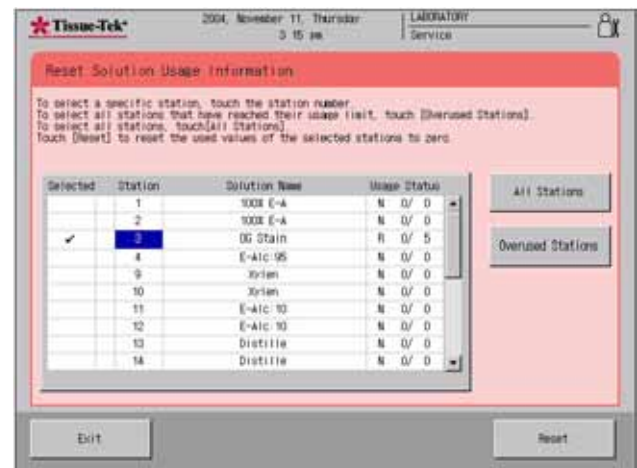 Tissue-Tek
2004, November 11, Thursday
3 15 pm
LABORATORY
Service
Reset Solution Usage Information
To select a specific station, touch the station number.
To select all stations that have reached their usage limit, touch [Overused Stations].
To select all stations, touch[All Stations].
Touch [Reset] to reset the used values of the selected stations to zero.
Selected Station Solution Name Usage Status
1 100% E-A N 0/ 0
2 100% E-A N 0/ 0
✔ 3 OG Stain R 0/ 5
4 E-Alc 95 N 0/ 0
9 Xylen N 0/ 0
10 Xylen N 0/ 0
11 E-Alc 10 N 0/ 0
12 E-Alc 10 N 0/ 0
13 Distille N 0/ 0
14 Distille N 0/ 0
All Stations
Overused Stations
Exit
Reset